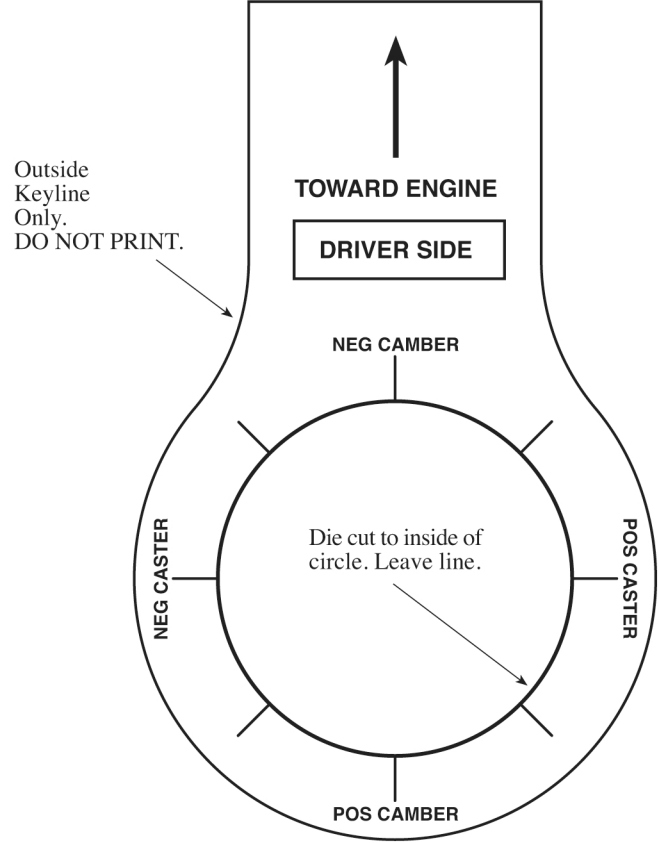 Outside
Keyline
Only.
DO NOT PRINT.
TOWARD ENGINE
DRIVER SIDE
NEG CAMBER
NEG CASTER
Die cut to inside of
circle. Leave line.
POS CASTER
POS CAMBER